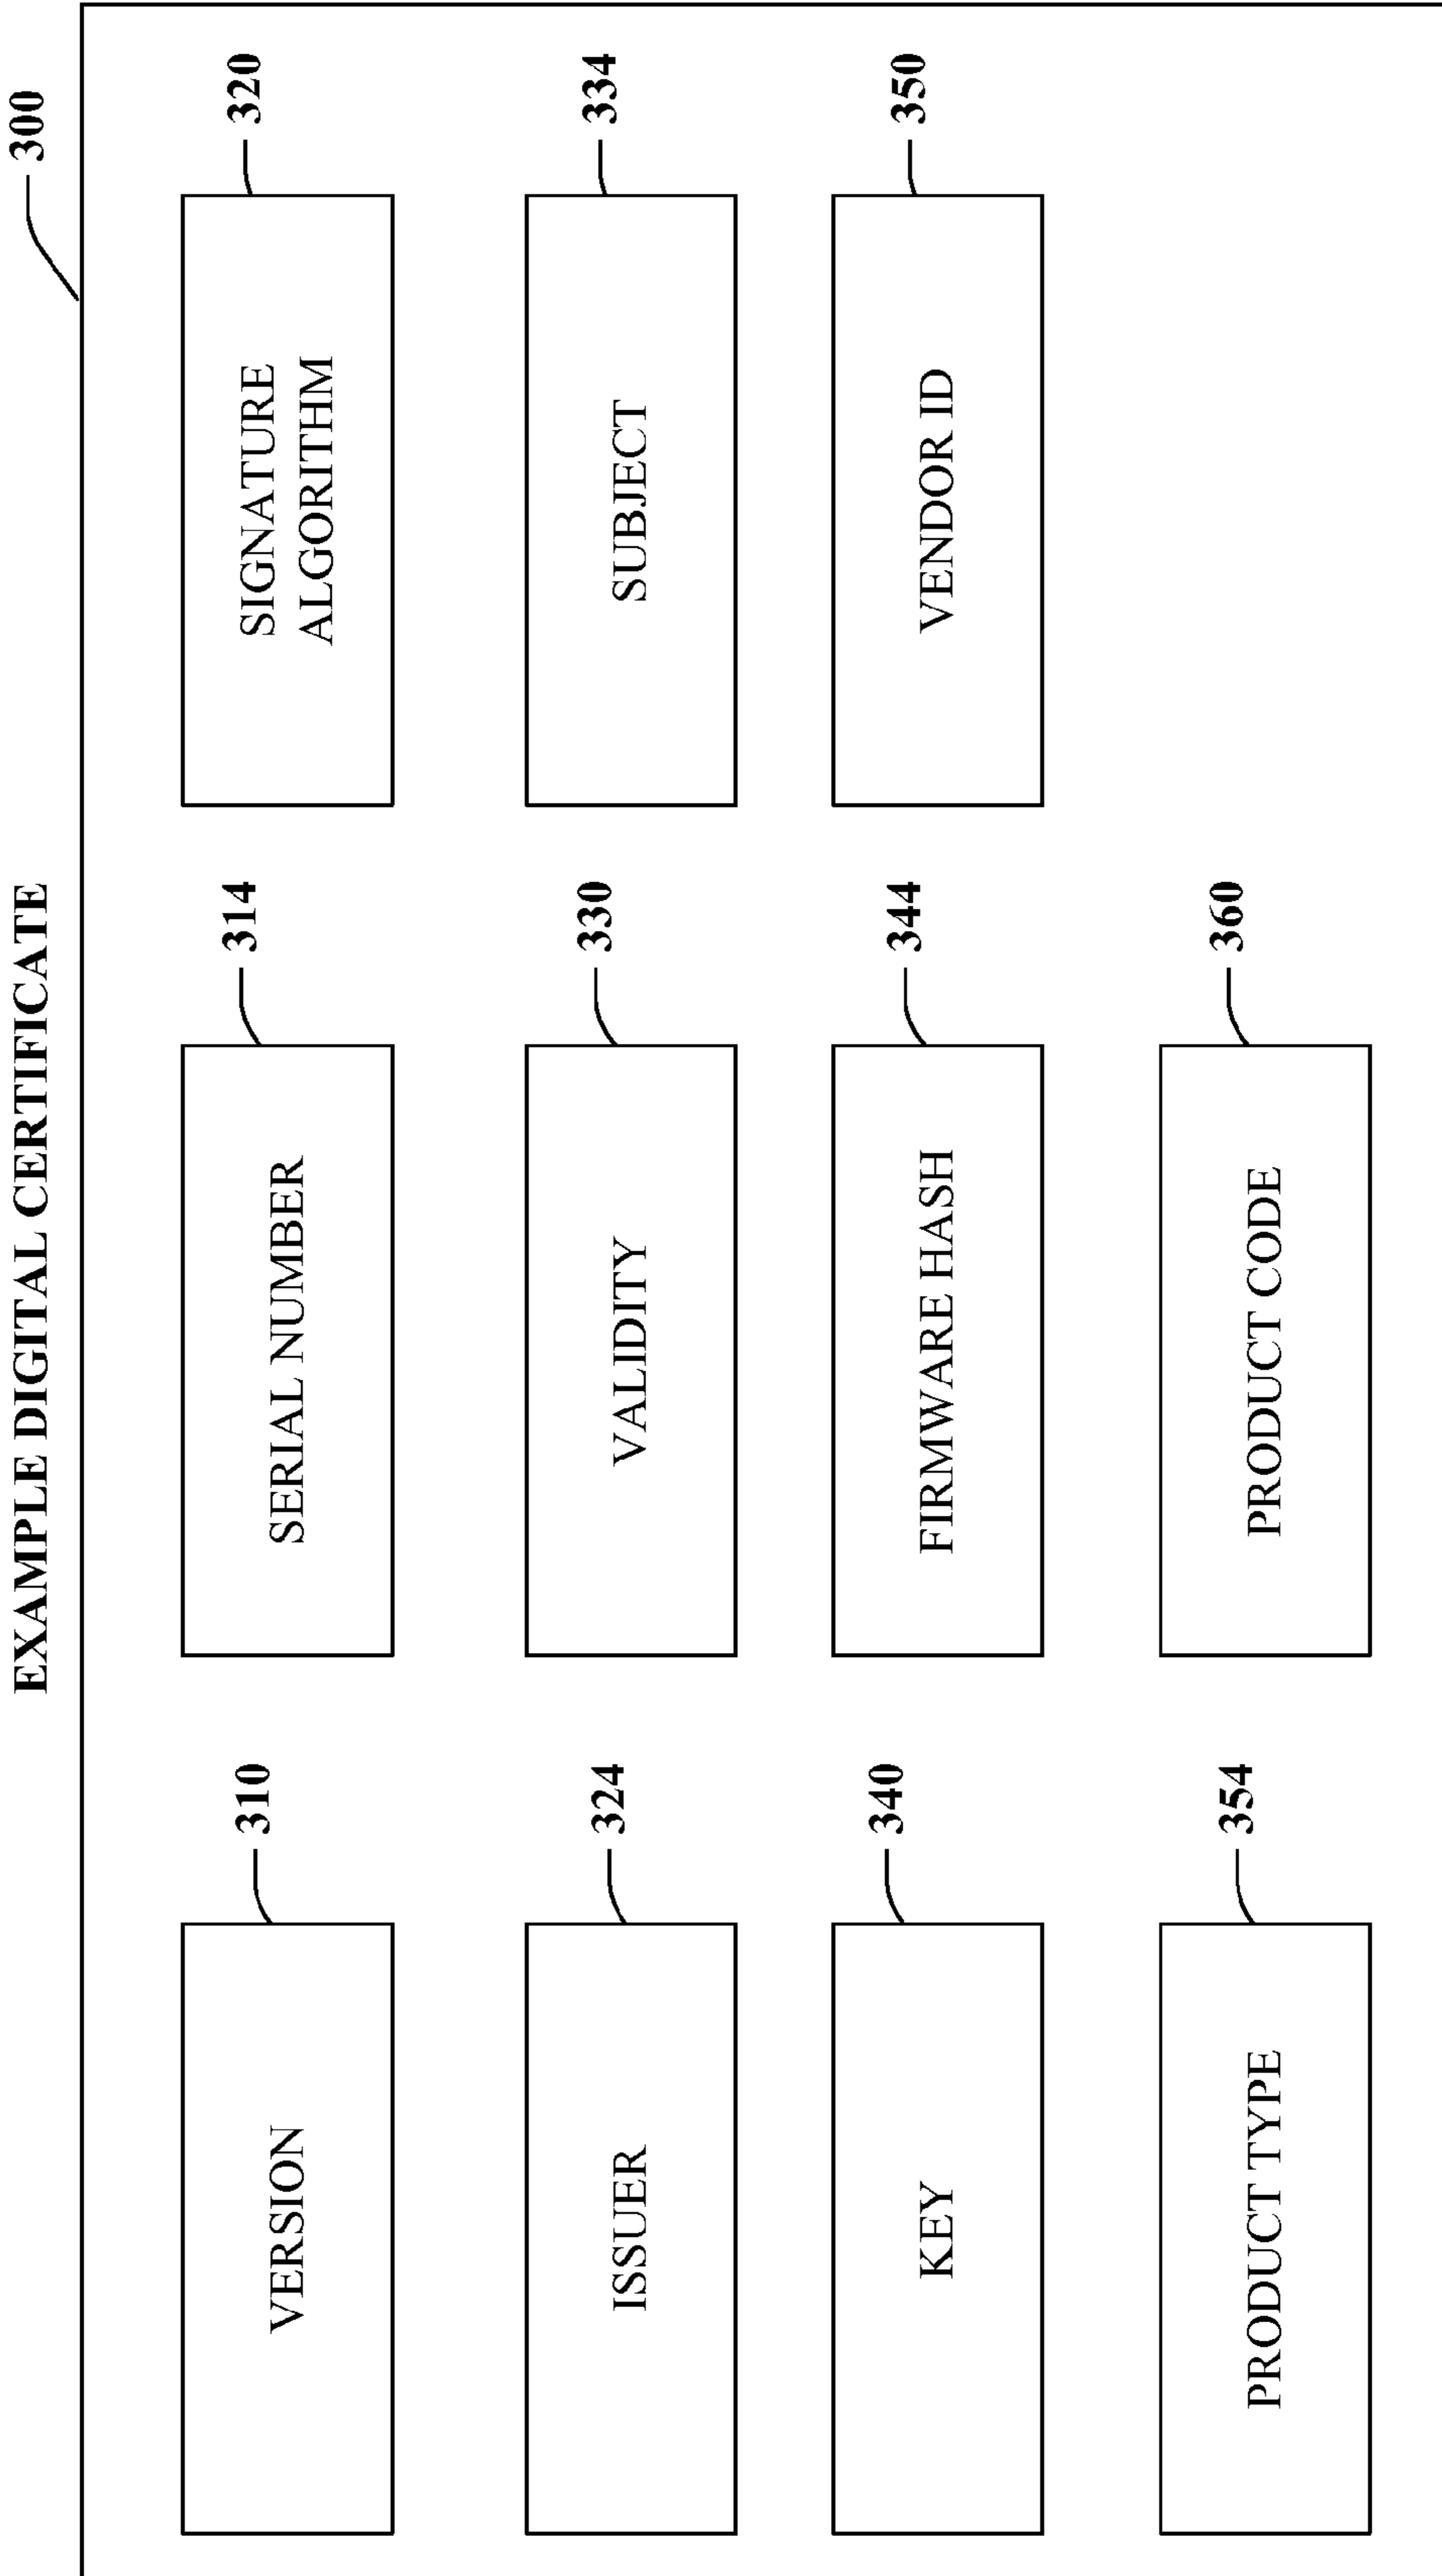 EXAMPLE DIGITAL CERTIFICATE
300
310
314
320
VERSION
SERIAL NUMBER
SIGNATURE
ALGORITHM
324
330
334
ISSUER
VALIDITY
SUBJECT
340
344
350
KEY
FIRMWARE HASH
VENDOR ID
354
360
PRODUCT TYPE
PRODUCT CODE